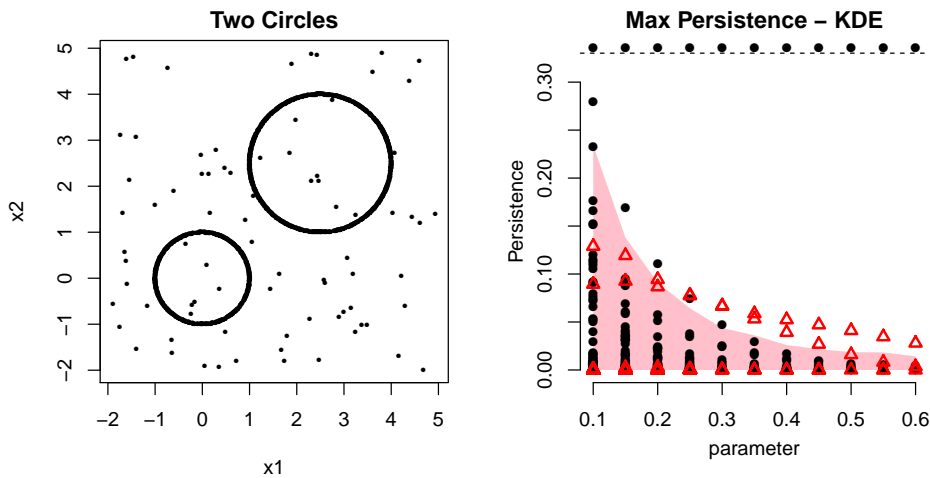 Two Circles
x2
5
4
3
2
1
0
−1
−2
−2 −1 0 1 2 3 4 5
x1
Max Persistence − KDE
Persistence
0.30
0.20
0.10
0.00
0.1 0.2 0.3 0.4 0.5 0.6
parameter